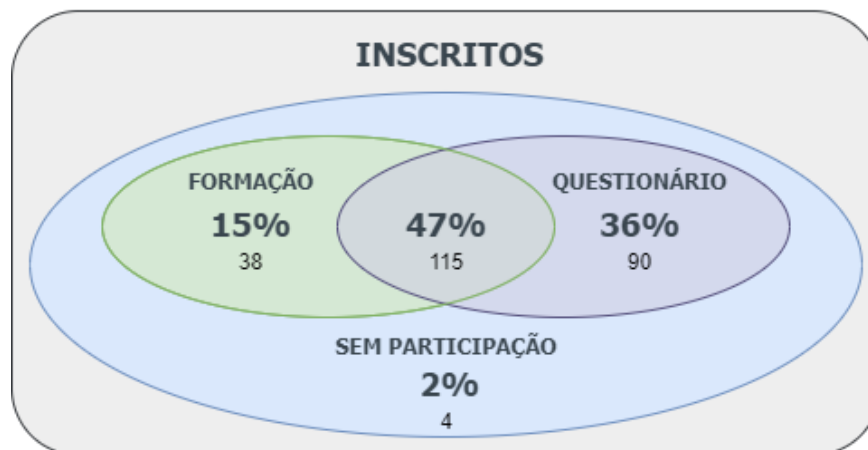 INSCRITOS
FORMAÇÃO QUESTIONÁRIO
15% 47% 36%
38 115 90
SEM PARTICIPAÇÃO
2%
4